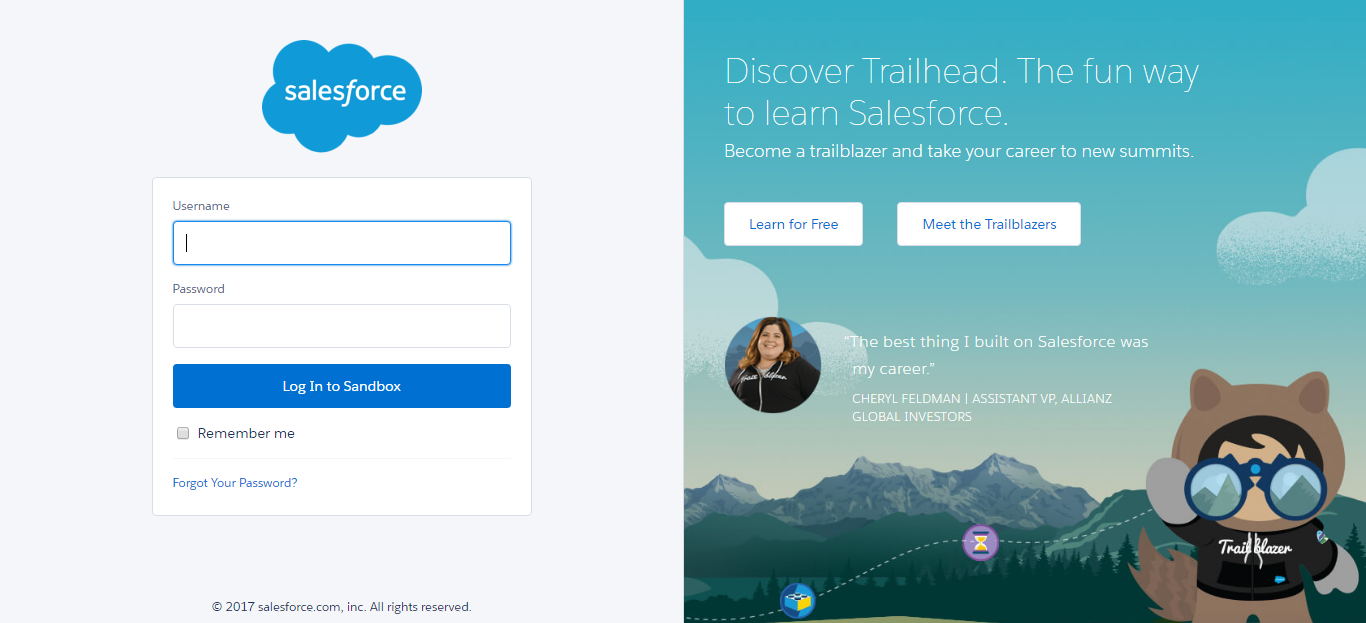 salesforce
Username
Password
Log In to Sandbox
Remember me
Forgot Your Password?
© 2017 salesforce.com, inc. All rights reserved.
Discover Trailhead. The fun way
to learn Salesforce.
Become a trailblazer and take your career to new summits.
Learn for Free
Meet the Trailblazers
“The best thing I built on Salesforce was
my career.”
CHERYL FELDMAN | ASSISTANT VP, ALLIANZ
GLOBAL INVESTORS
Trailblazer
Trailblazer